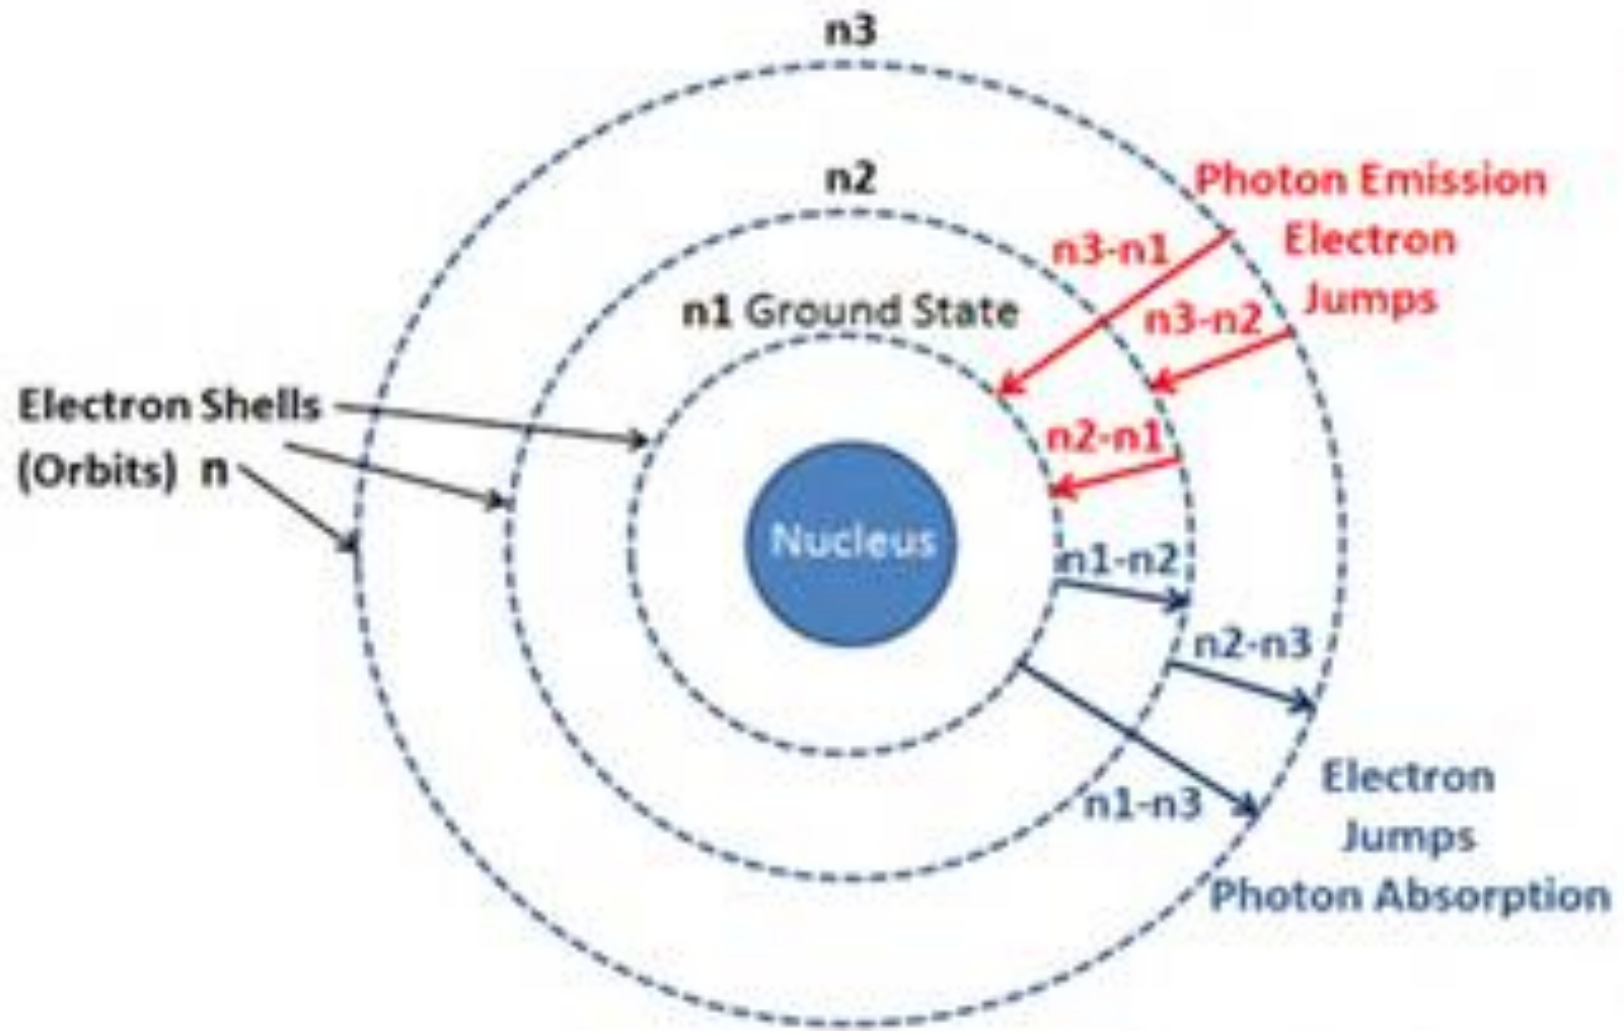 n3
n2
n1 Ground State
Photon Emission
Electron
Jumps
n3-n1
n3-n2
n2-n1
Electron Shells
(Orbits) n
Nucleus
n1-n2
n2-n3
n1-n3
Electron
Jumps
Photon Absorption